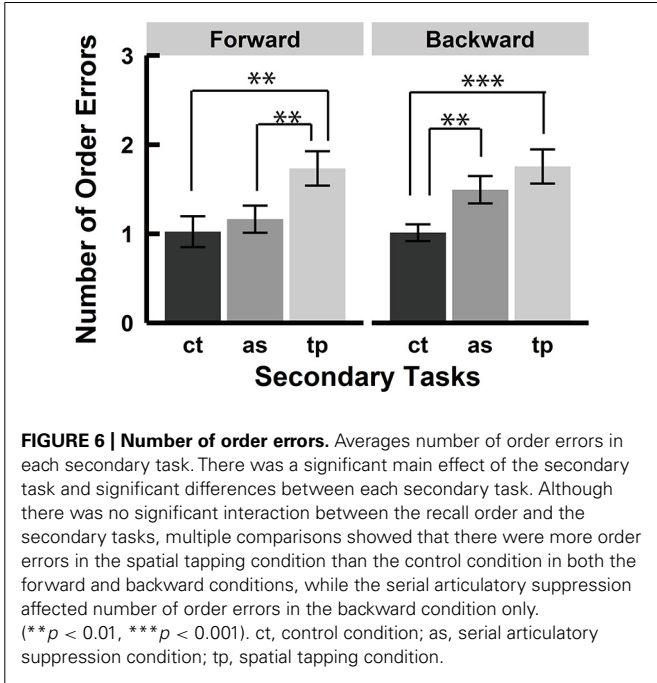 Forward Backward
3
2
1
0
Number of Order Errors
** ***
** **
ct as tp ct as tp
Secondary Tasks
FIGURE 6 | Number of order errors. Averages number of order errors in
each secondary task. There was a significant main effect of the secondary
task and significant differences between each secondary task. Although
there was no significant interaction between the recall order and the
secondary tasks, multiple comparisons showed that there were more order
errors in the spatial tapping condition than the control condition in both the
forward and backward conditions, while the serial articulatory suppression
affected number of order errors in the backward condition only.
(**p < 0.01, ***p < 0.001). ct, control condition; as, serial articulatory
suppression condition; tp, spatial tapping condition.